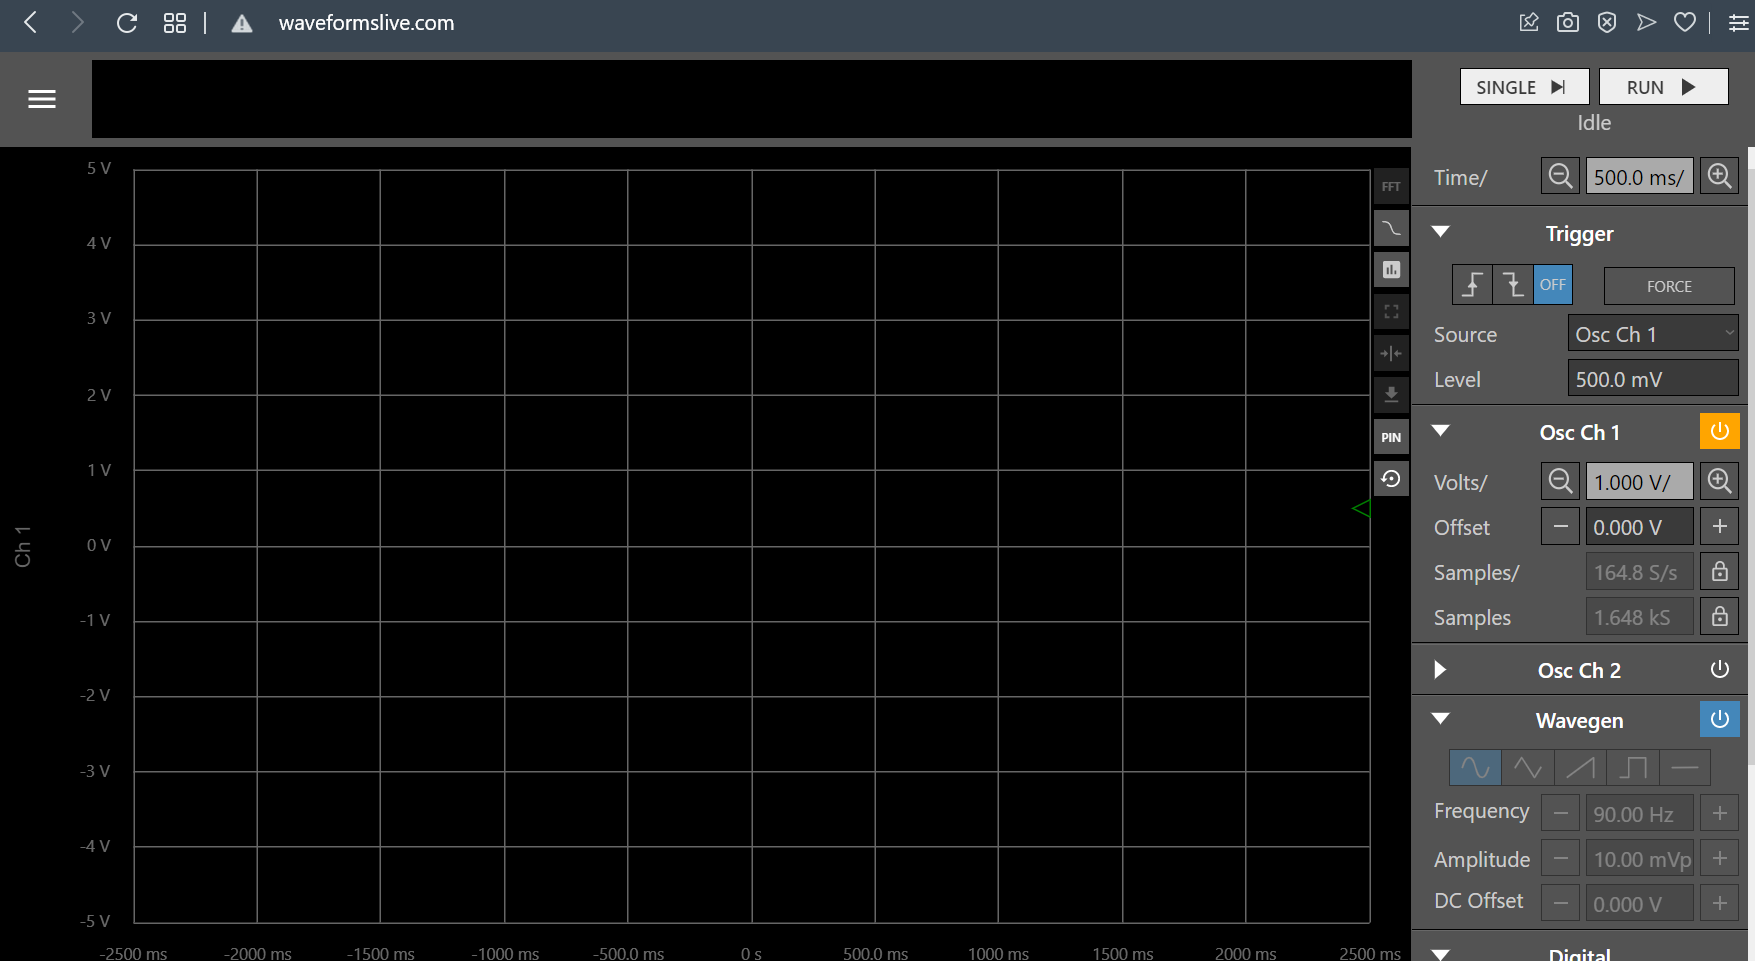 waveformslive.com
SINGLE
RUN
Idle
5 V
4 V
3 V
2 V
1 V
0 V
-1 V
-2 V
-3 V
-4 V
-5 V
Ch 1
-2500 ms
-2000 ms
-1500 ms
-1000 ms
-500.0 ms
0 s
500.0 ms
1000 ms
1500 ms
2000 ms
2500 ms
FFT
PIN
Time/ 500.0 ms/
Trigger
OFF FORCE
Source Osc Ch 1
Level 500.0 mV
Osc Ch 1
Volts/ 1.000 V/
Offset 0.000 V
Samples/ 164.8 S/s
Samples 1.648 kS
Osc Ch 2
Wavegen
Frequency 90.00 Hz
Amplitude 10.00 mVp
DC Offset 0.000 V
Digital